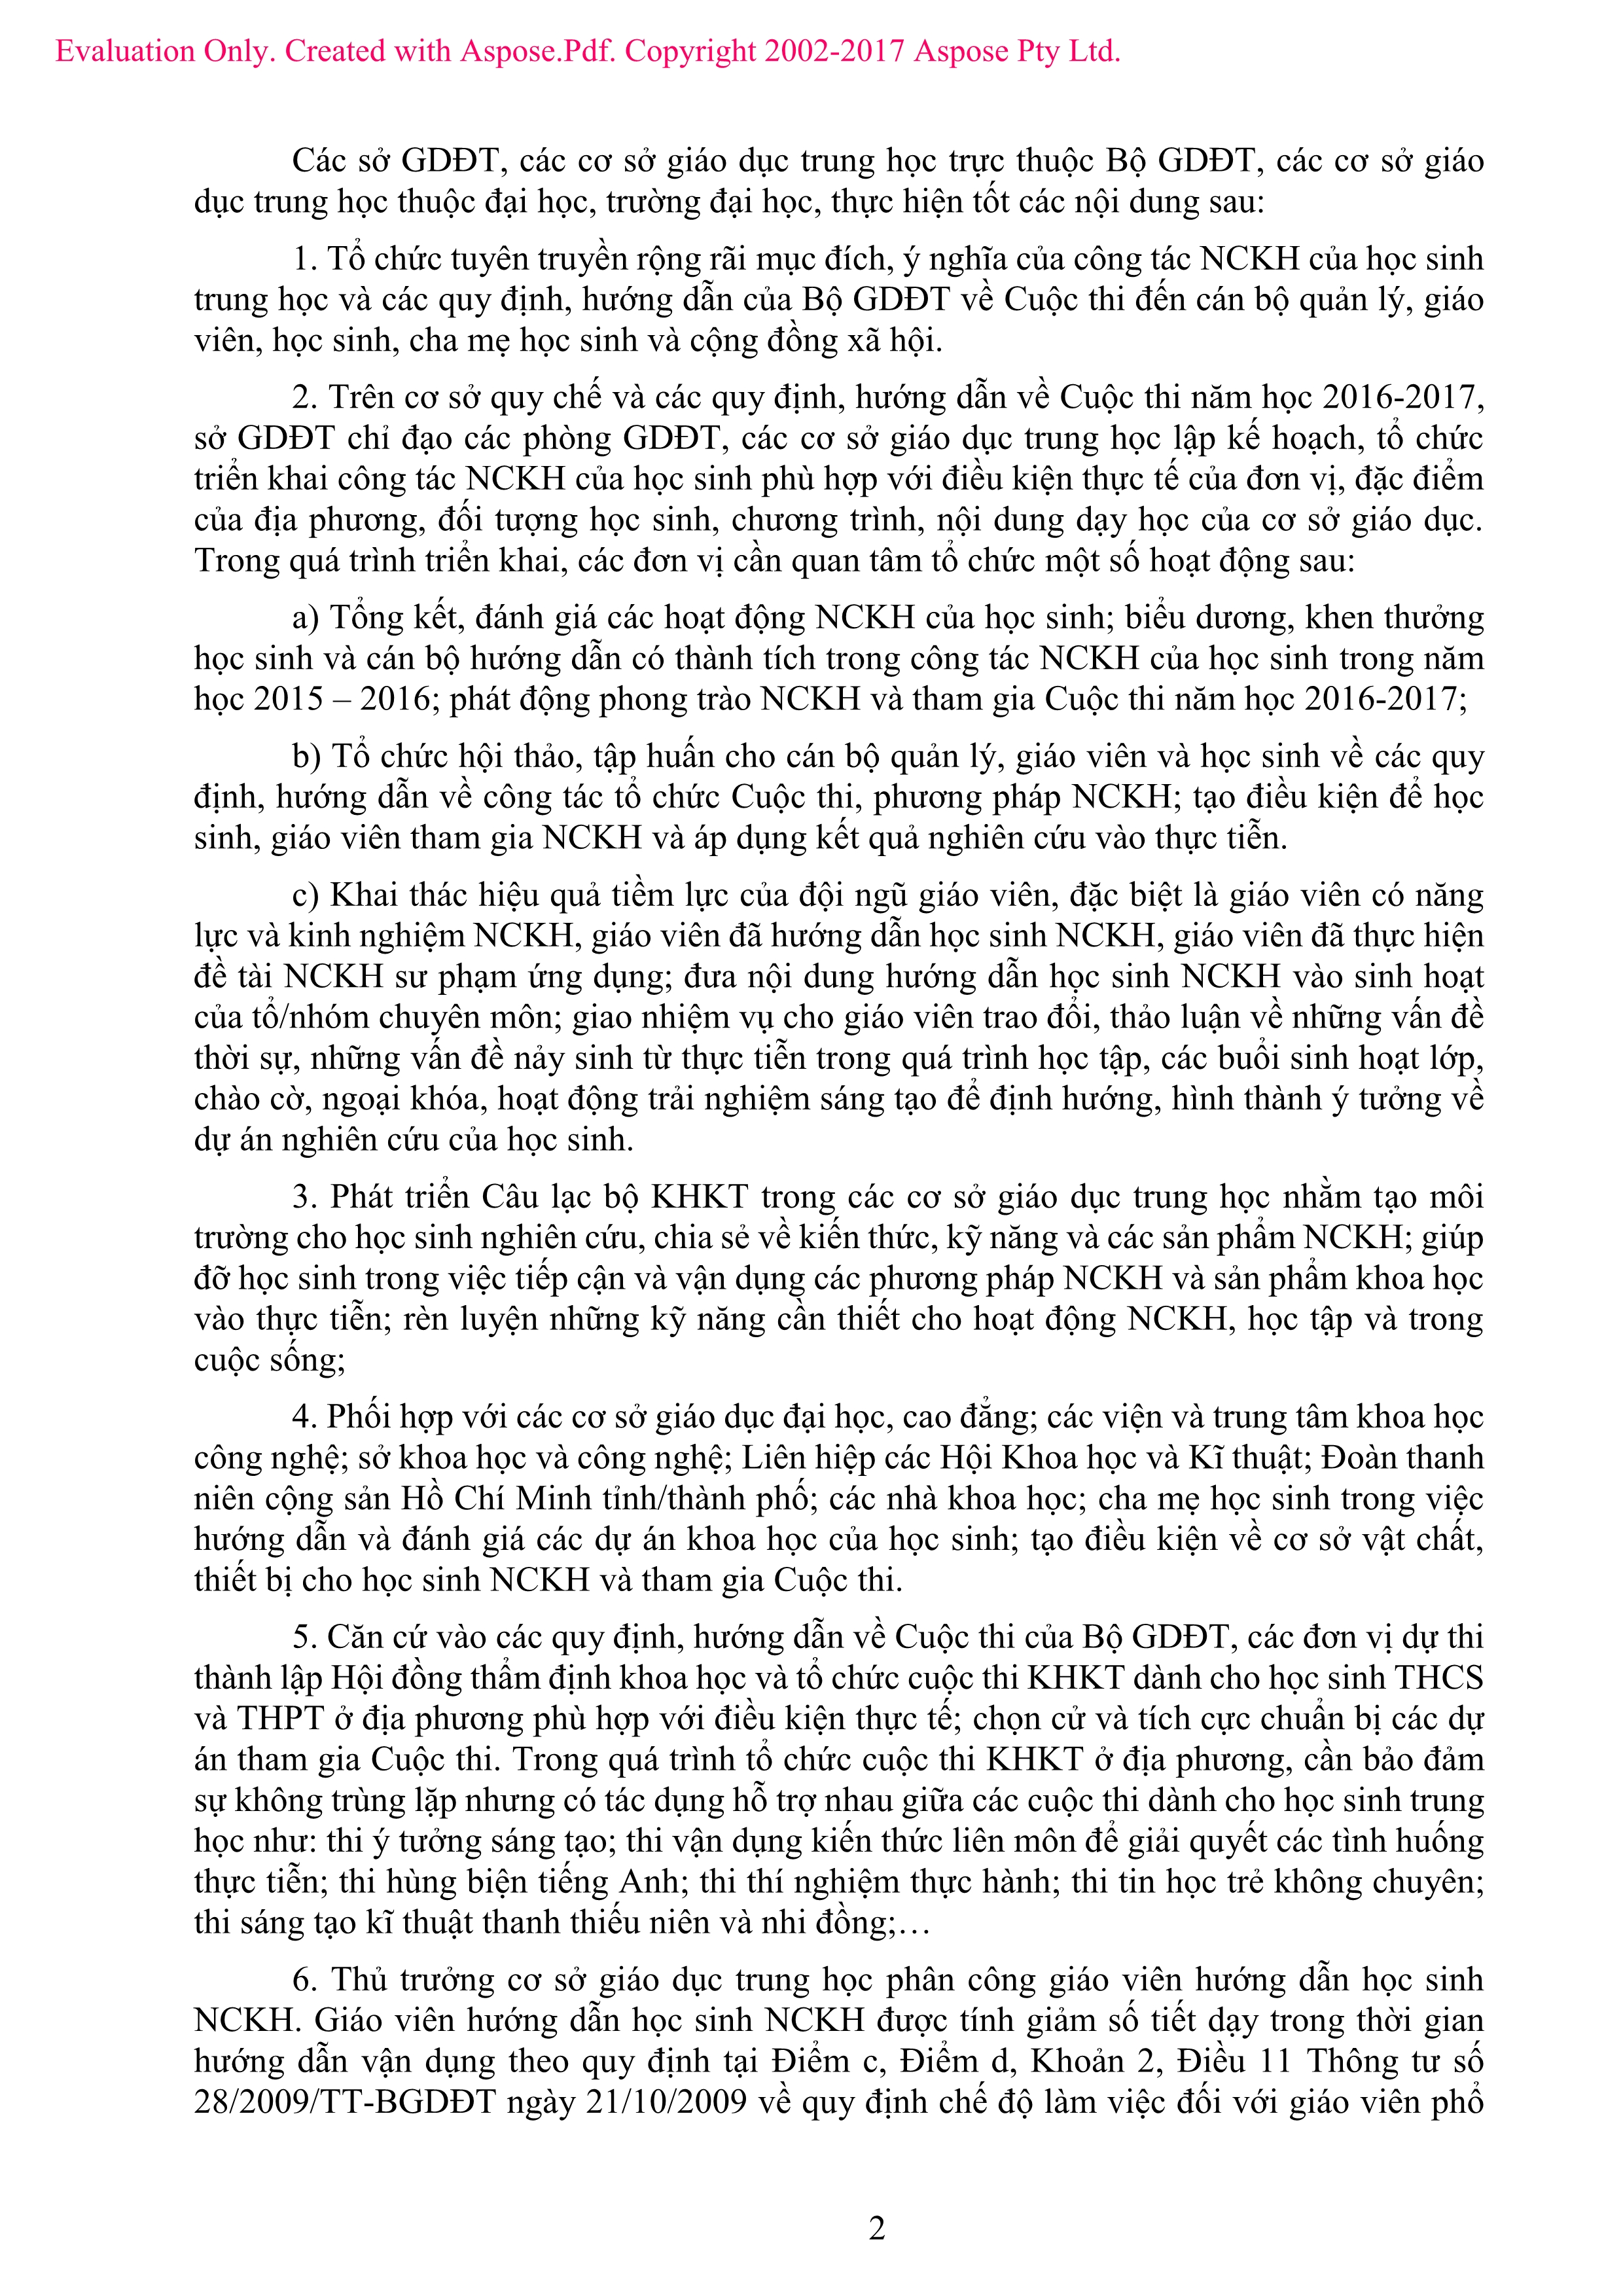 Evaluation Only. Created with Aspose.Pdf. Copyright 2002-2017 Aspose Pty Ltd.
Các sở GDĐT, các cơ sở giáo dục trung học trực thuộc Bộ GDĐT, các cơ sở giáo
dục trung học thuộc đại học, trường đại học, thực hiện tốt các nội dung sau:
1. Tổ chức tuyên truyền rộng rãi mục đích, ý nghĩa của công tác NCKH của học sinh
trung học và các quy định, hướng dẫn của Bộ GDĐT về Cuộc thi đến cán bộ quản lý, giáo
viên, học sinh, cha mẹ học sinh và cộng đồng xã hội.
2. Trên cơ sở quy chế và các quy định, hướng dẫn về Cuộc thi năm học 2016-2017,
sở GDĐT chỉ đạo các phòng GDĐT, các cơ sở giáo dục trung học lập kế hoạch, tổ chức
triển khai công tác NCKH của học sinh phù hợp với điều kiện thực tế của đơn vị, đặc điểm
của địa phương, đối tượng học sinh, chương trình, nội dung dạy học của cơ sở giáo dục.
Trong quá trình triển khai, các đơn vị cần quan tâm tổ chức một số hoạt động sau:
a) Tổng kết, đánh giá các hoạt động NCKH của học sinh; biểu dương, khen thưởng
học sinh và cán bộ hướng dẫn có thành tích trong công tác NCKH của học sinh trong năm
học 2015 – 2016; phát động phong trào NCKH và tham gia Cuộc thi năm học 2016-2017;
b) Tổ chức hội thảo, tập huấn cho cán bộ quản lý, giáo viên và học sinh về các quy
định, hướng dẫn về công tác tổ chức Cuộc thi, phương pháp NCKH; tạo điều kiện để học
sinh, giáo viên tham gia NCKH và áp dụng kết quả nghiên cứu vào thực tiễn.
c) Khai thác hiệu quả tiềm lực của đội ngũ giáo viên, đặc biệt là giáo viên có năng
lực và kinh nghiệm NCKH, giáo viên đã hướng dẫn học sinh NCKH, giáo viên đã thực hiện
đề tài NCKH sư phạm ứng dụng; đưa nội dung hướng dẫn học sinh NCKH vào sinh hoạt
của tổ/nhóm chuyên môn; giao nhiệm vụ cho giáo viên trao đổi, thảo luận về những vấn đề
thời sự, những vấn đề nảy sinh từ thực tiễn trong quá trình học tập, các buổi sinh hoạt lớp,
chào cờ, ngoại khóa, hoạt động trải nghiệm sáng tạo để định hướng, hình thành ý tưởng về
dự án nghiên cứu của học sinh.
3. Phát triển Câu lạc bộ KHKT trong các cơ sở giáo dục trung học nhằm tạo môi
trường cho học sinh nghiên cứu, chia sẻ về kiến thức, kỹ năng và các sản phẩm NCKH; giúp
đỡ học sinh trong việc tiếp cận và vận dụng các phương pháp NCKH và sản phẩm khoa học
vào thực tiễn; rèn luyện những kỹ năng cần thiết cho hoạt động NCKH, học tập và trong
cuộc sống;
4. Phối hợp với các cơ sở giáo dục đại học, cao đẳng; các viện và trung tâm khoa học
công nghệ; sở khoa học và công nghệ; Liên hiệp các Hội Khoa học và Kĩ thuật; Đoàn thanh
niên cộng sản Hồ Chí Minh tỉnh/thành phố; các nhà khoa học; cha mẹ học sinh trong việc
hướng dẫn và đánh giá các dự án khoa học của học sinh; tạo điều kiện về cơ sở vật chất,
thiết bị cho học sinh NCKH và tham gia Cuộc thi.
5. Căn cứ vào các quy định, hướng dẫn về Cuộc thi của Bộ GDĐT, các đơn vị dự thi
thành lập Hội đồng thẩm định khoa học và tổ chức cuộc thi KHKT dành cho học sinh THCS
và THPT ở địa phương phù hợp với điều kiện thực tế; chọn cử và tích cực chuẩn bị các dự
án tham gia Cuộc thi. Trong quá trình tổ chức cuộc thi KHKT ở địa phương, cần bảo đảm
sự không trùng lặp nhưng có tác dụng hỗ trợ nhau giữa các cuộc thi dành cho học sinh trung
học như: thi ý tưởng sáng tạo; thi vận dụng kiến thức liên môn để giải quyết các tình huống
thực tiễn; thi hùng biện tiếng Anh; thi thí nghiệm thực hành; thi tin học trẻ không chuyên;
thi sáng tạo kĩ thuật thanh thiếu niên và nhi đồng;…
6. Thủ trưởng cơ sở giáo dục trung học phân công giáo viên hướng dẫn học sinh
NCKH. Giáo viên hướng dẫn học sinh NCKH được tính giảm số tiết dạy trong thời gian
hướng dẫn vận dụng theo quy định tại Điểm c, Điểm d, Khoản 2, Điều 11 Thông tư số
28/2009/TT-BGDĐT ngày 21/10/2009 về quy định chế độ làm việc đối với giáo viên phổ
2